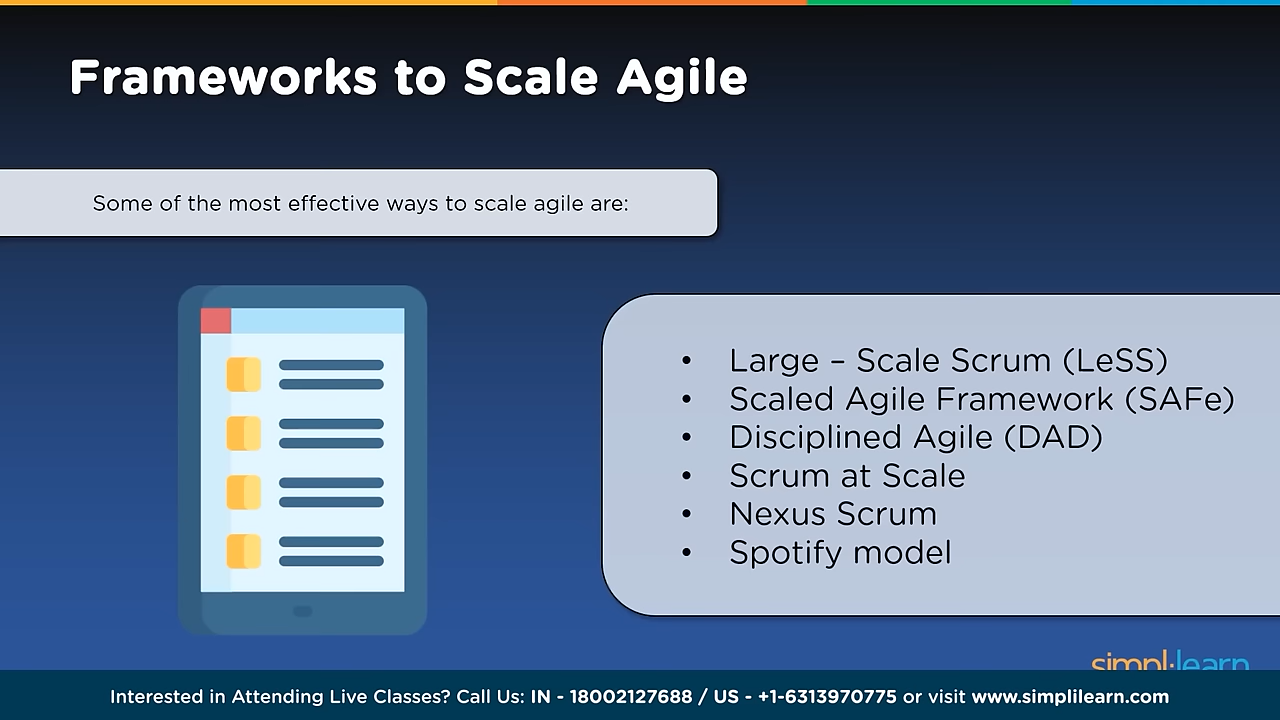 Frameworks to Scale Agile
Some of the most effective ways to scale agile are:
• Large – Scale Scrum (LeSS)
• Scaled Agile Framework (SAFe)
• Disciplined Agile (DAD)
• Scrum at Scale
• Nexus Scrum
• Spotify model
simpl·learn
Interested in Attending Live Classes? Call Us: IN - 18002127688 / US - +1-6313970775 or visit www.simplilearn.com